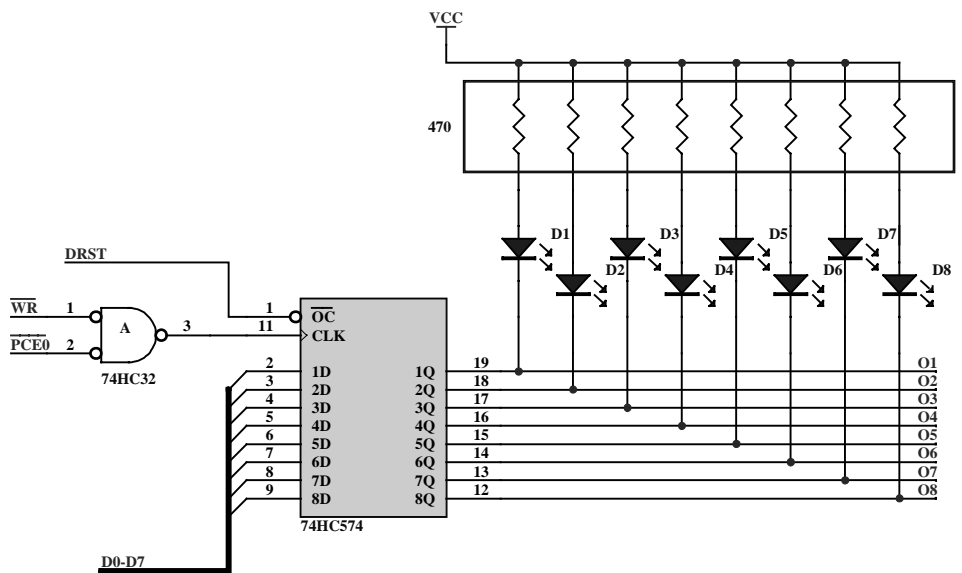 VCC
470
D1 D3 D5 D7
D2 D4 D6 D8
DRST
WR 1
A 3
PCE0 2
74HC32
1 OC
11 CLK
2 1D 1Q 19 O1
3 2D 2Q 18 O2
4 3D 3Q 17 O3
5 4D 4Q 16 O4
6 5D 5Q 15 O5
7 6D 6Q 14 O6
8 7D 7Q 13 O7
9 8D 8Q 12 O8
74HC574
D0-D7